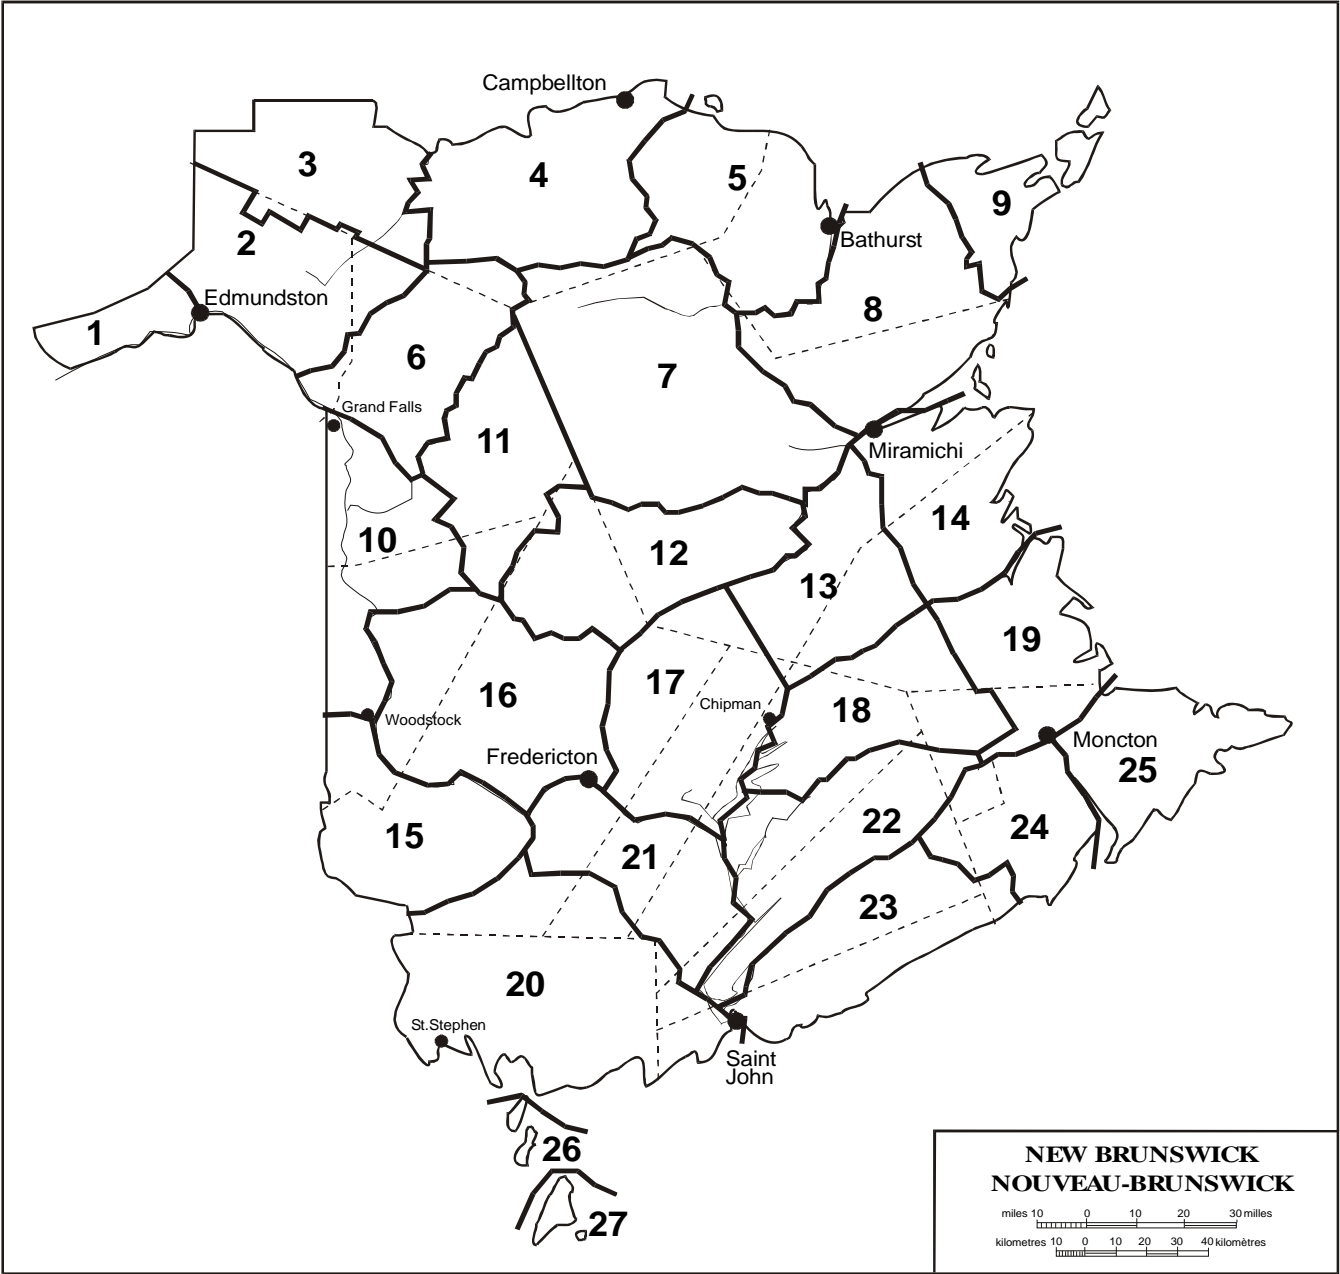 Campbellton
3
4
5
9
2
Bathurst
Edmundston
8
1
6
7
Grand Falls
11
Miramichi
14
10
12
13
19
17
16
Chipman
18
Woodstock
Moncton
Fredericton
25
22
24
15
21
23
20
St.Stephen
Saint
John
26
27
NEW BRUNSWICK
NOUVEAU-BRUNSWICK
miles 10 0 10 20 30 milles
kilometres 10 0 10 20 30 40 kilomètres